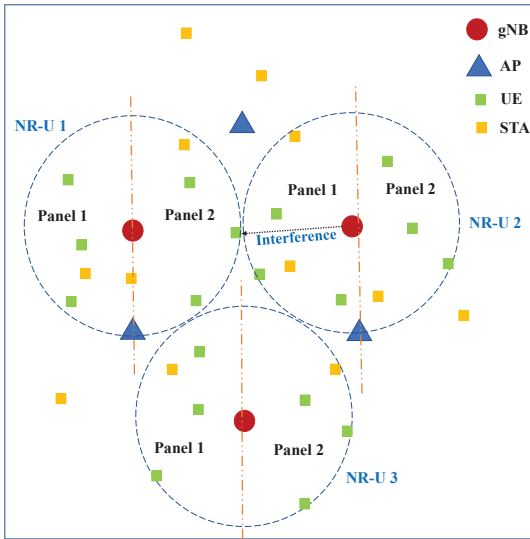 gNB
AP
UE
STA
NR-U 1
Panel 1
Panel 2
Panel 1
Panel 2
NR-U 2
Interference
Panel 1
Panel 2
NR-U 3